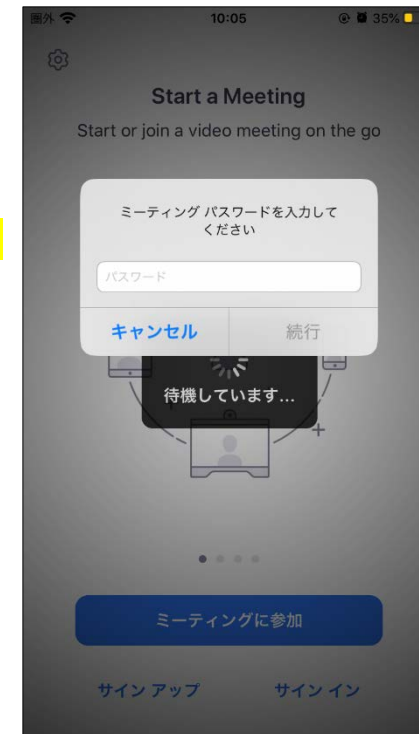 圏外 10:05 35%
Start a Meeting
Start or join a video meeting on the go
ミーティング パスワードを入力して
ください
パスワード
キャンセル 続行
待機しています...
ミーティングに参加
サイン アップ サイン イン